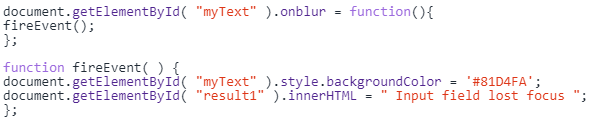 document.getElementById( "myText" ).onblur = function(){
fireEvent();
};
function fireEvent( ) {
document.getElementById( "myText" ).style.backgroundColor = '#81D4FA';
document.getElementById( "result1" ).innerHTML = " Input field lost focus ";
};